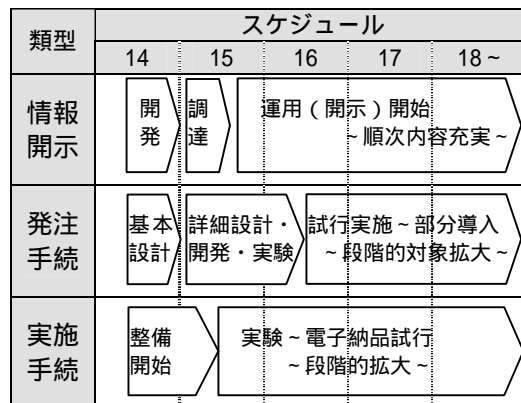 類型
スケジュール
14 15 16 17 18～
情報
開示
開
発
調
達
運用（開示）開始
～順次内容充実～
発注
手続
基本
設計
詳細設計・
開発・実験
試行実施～部分導入
～段階的対象拡大～
実施
手続
整備
開始
実験～電子納品試行
～段階的拡大～